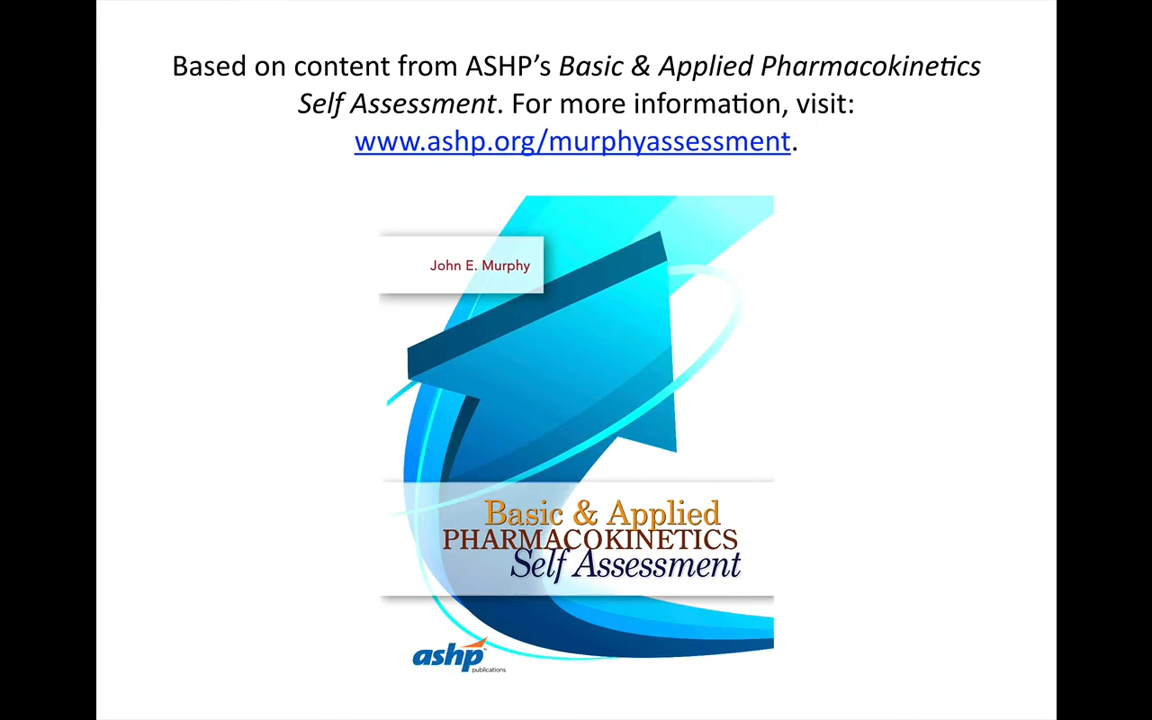 Based on content from ASHP’s Basic & Applied Pharmacokinetics
Self Assessment. For more information, visit:
www.ashp.org/murphyassessment.
John E. Murphy
Basic & Applied
PHARMACOKINETICS
Self Assessment
ashp
publications